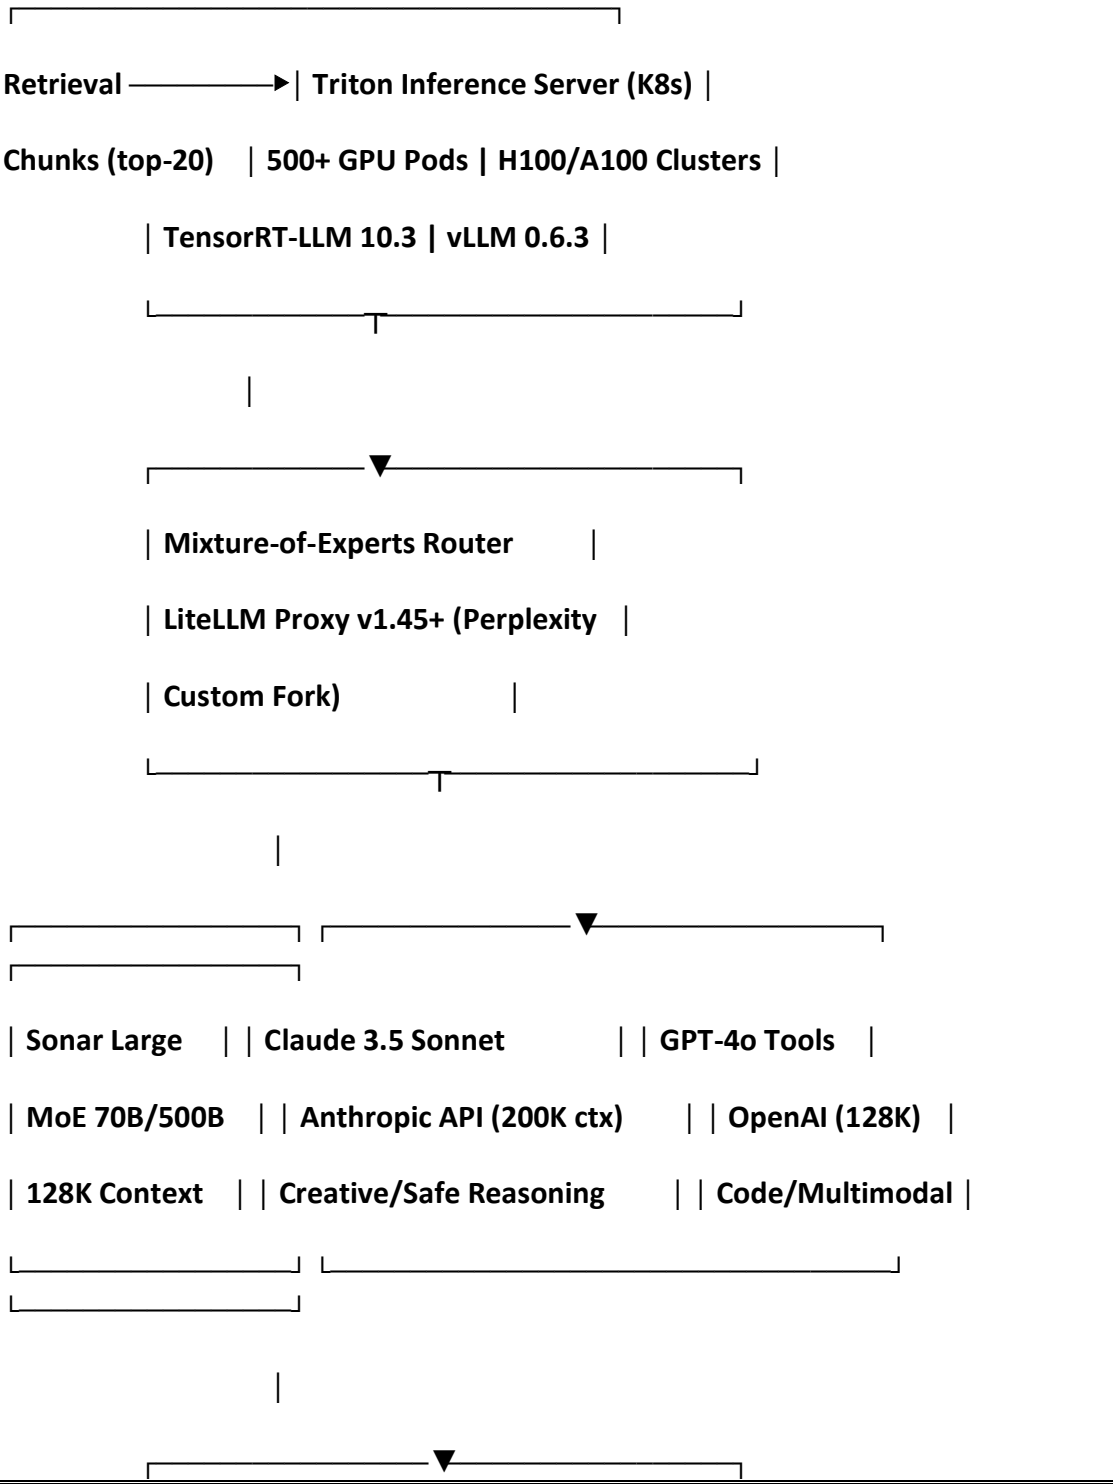 Retrieval ─────────►│ Triton Inference Server (K8s) │
Chunks (top-20) │ 500+ GPU Pods | H100/A100 Clusters │
│ TensorRT-LLM 10.3 | vLLM 0.6.3 │
│ Mixture-of-Experts Router │
│ LiteLLM Proxy v1.45+ (Perplexity │
│ Custom Fork) │
│ Sonar Large │ │ Claude 3.5 Sonnet │ │ GPT-4o Tools │
│ MoE 70B/500B │ │ Anthropic API (200K ctx) │ │ OpenAI (128K) │
│ 128K Context │ │ Creative/Safe Reasoning │ │ Code/Multimodal │